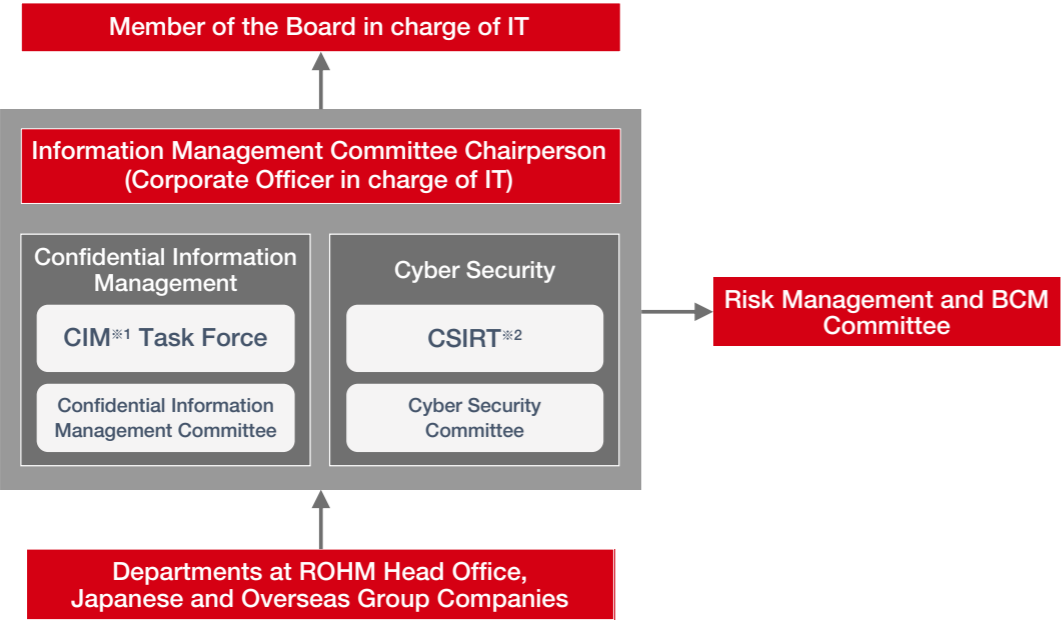 Member of the Board in charge of IT
Information Management Committee Chairperson
(Corporate Officer in charge of IT)
Confidential Information
Management
CIM※1 Task Force
Confidential Information
Management Committee
Cyber Security
CSIRT※2
Cyber Security
Committee
Risk Management and BCM
Committee
Departments at ROHM Head Office,
Japanese and Overseas Group Companies